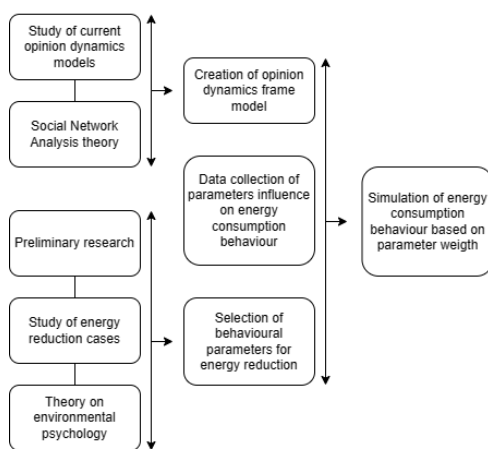 Study of current
opinion dynamics
models
Social Network
Analysis theory
Preliminary research
Study of energy
reduction cases
Theory on
environmental
psychology
Creation of opinion
dynamics frame
model
Data collection of
parameters influence
on energy
consumption
behaviour
Selection of
behavioural
parameters for
energy reduction
Simulation of energy
consumption
behaviour based on
parameter weigth